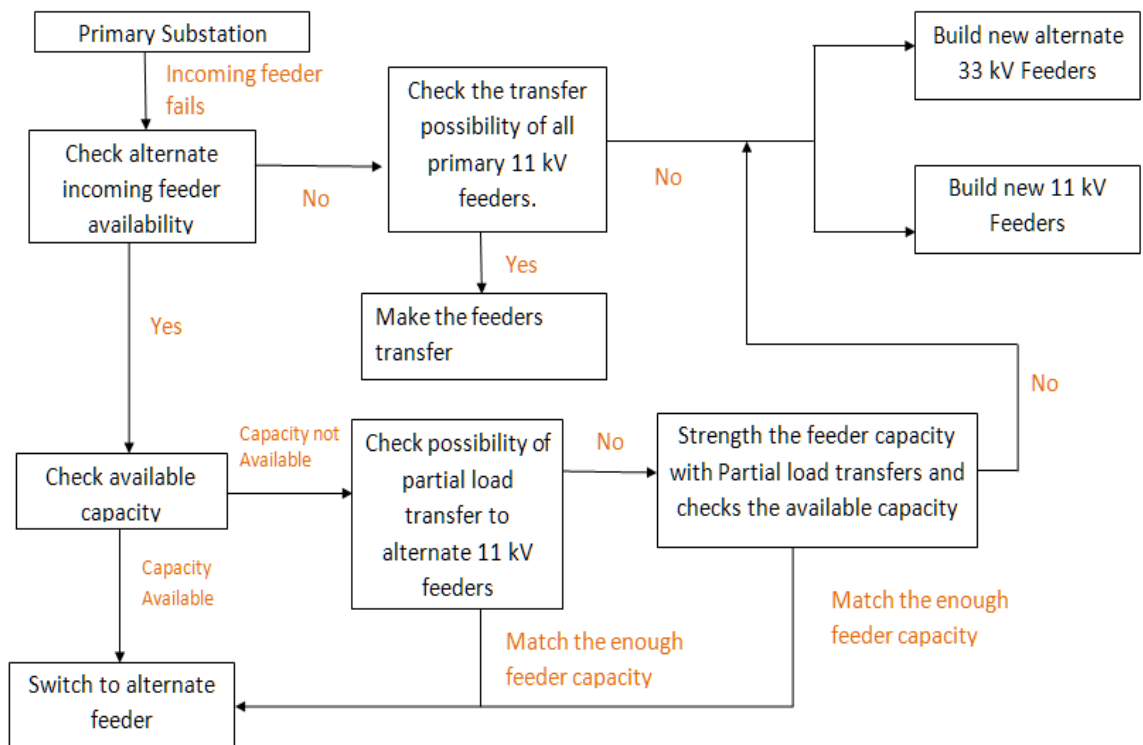 Primary Substation
Incoming feeder
fails
Check alternate
incoming feeder
availability
No
Check the transfer
possibility of all
primary 11 kV
feeders.
No
Build new alternate
33 kV Feeders
Build new 11 kV
Feeders
Yes
Make the feeders
transfer
Yes
Check available
capacity
Capacity not
Available
Check possibility of
partial load
transfer to
alternate 11 kV
feeders
No
Strength the feeder capacity
with Partial load transfers and
checks the available capacity
No
Capacity
Available
Match the enough
feeder capacity
Match the enough
feeder capacity
Switch to alternate
feeder